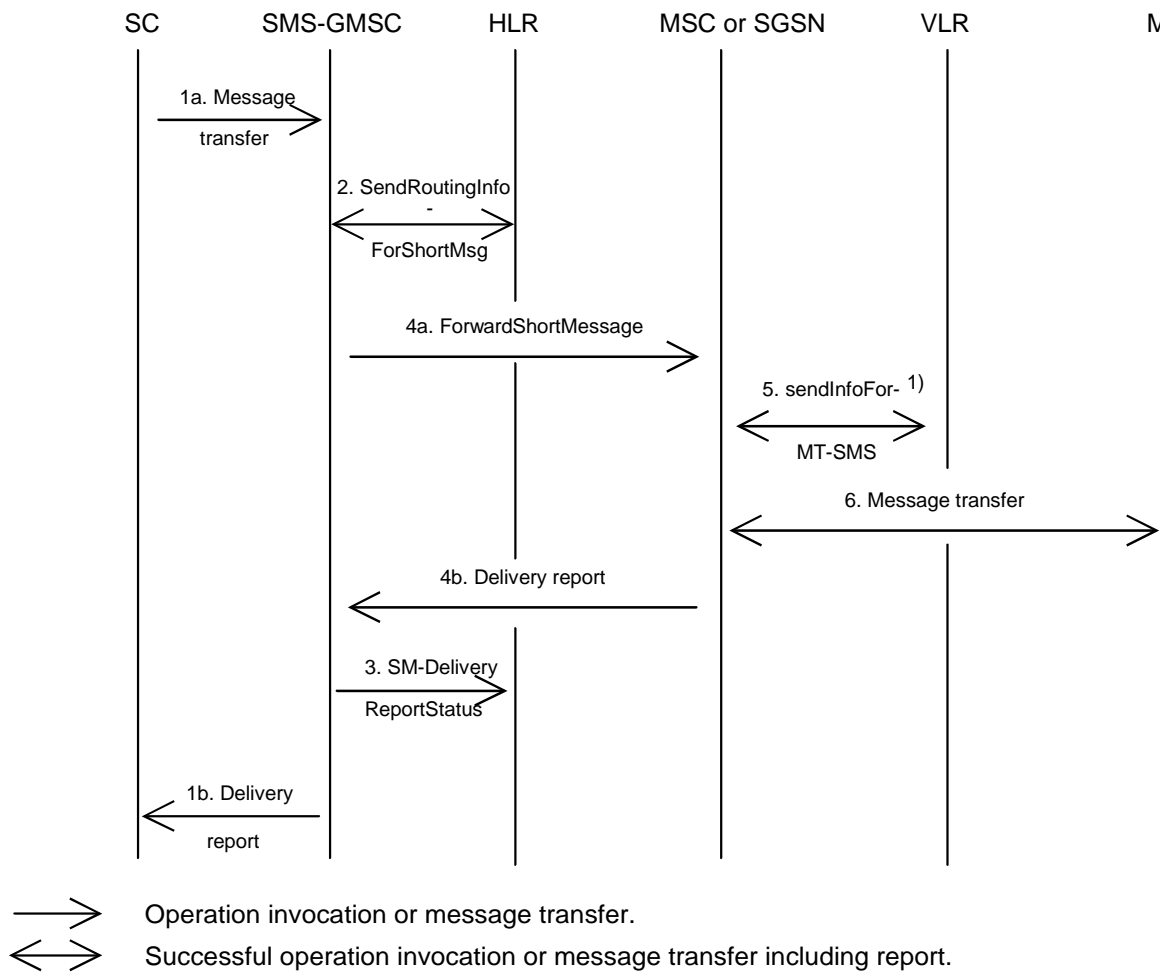 SC SMS-GMSC HLR MSC or SGSN VLR M
1a. Message
transfer
2. SendRoutingInfo
-
ForShortMsg
4a. ForwardShortMessage
5. sendInfoFor- 1)
MT-SMS
6. Message transfer
4b. Delivery report
3. SM-Delivery
ReportStatus
1b. Delivery
report
Operation invocation or message transfer.
Successful operation invocation or message transfer including report.